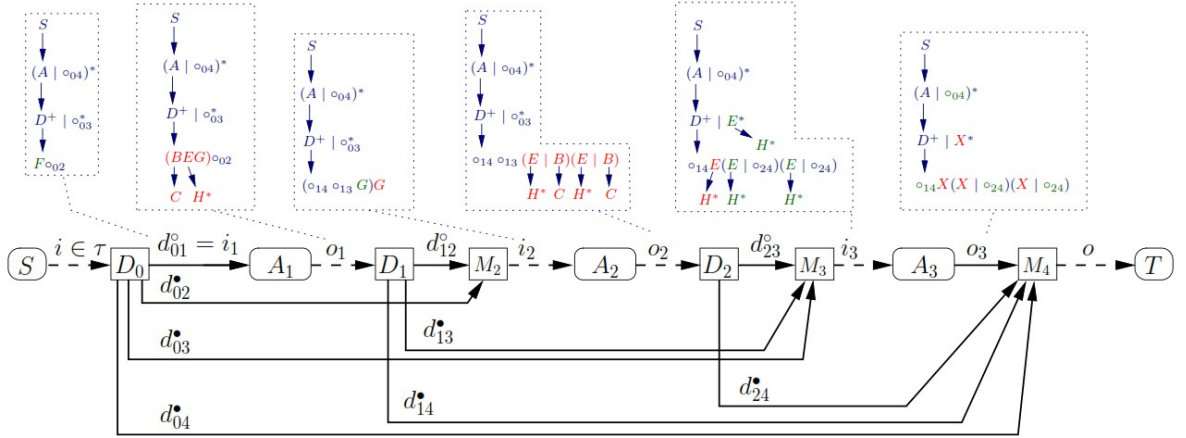 S
(A | ∘₀₄)*
D⁺ | ∘*₀₃
F∘₀₂
S
(A | ∘₀₄)*
D⁺ | ∘*₀₃
(BEG)∘₀₂
C H*
S
(A | ∘₀₄)*
D⁺ | ∘*₀₃
(∘₁₄ ∘₁₃ G)G
S
(A | ∘₀₄)*
D⁺ | ∘*₀₃
∘₁₄ ∘₁₃ (E | B)(E | B)
H* C H* C
S
(A | ∘₀₄)*
D⁺ | E*
H*
∘₁₄E(E | ∘₂₄)(E | ∘₂₄)
H* H* H*
S
(A | ∘₀₄)*
D⁺ | X*
∘₁₄X(X | ∘₂₄)(X | ∘₂₄)
S i ∈ τ D₀ d°₀₁ = i₁ A₁ o₁ D₁ d°₁₂ M₂ i₂ A₂ o₂ D₂ d°₂₃ M₃ i₃ A₃ o₃ M₄ o T
d•₀₂
d•₁₃
d•₀₃
d•₂₄
d•₁₄
d•₀₄